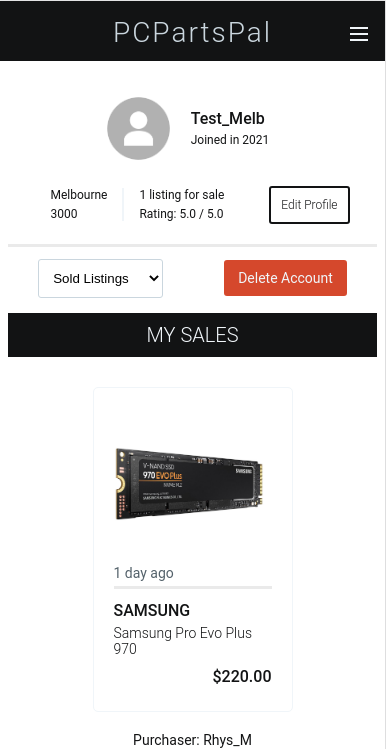 PCPartsPal
Test_Melb
Joined in 2021
Melbourne
3000
1 listing for sale
Rating: 5.0 / 5.0
Edit Profile
Sold Listings
Delete Account
MY SALES
V-NAND SSD
970 EVO Plus
NVMe M.2
SAMSUNG
1 day ago
SAMSUNG
Samsung Pro Evo Plus
970
$220.00
Purchaser: Rhys_M